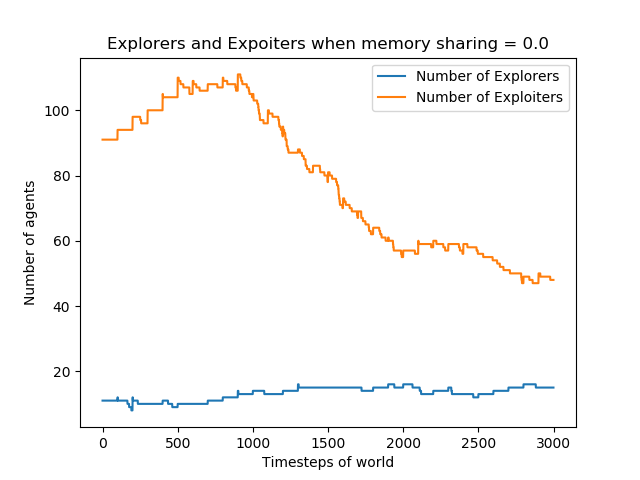 Explorers and Expoiters when memory sharing = 0.0
Number of Explorers
Number of Exploiters
Number of agents
100
80
60
40
20
0 500 1000 1500 2000 2500 3000
Timesteps of world